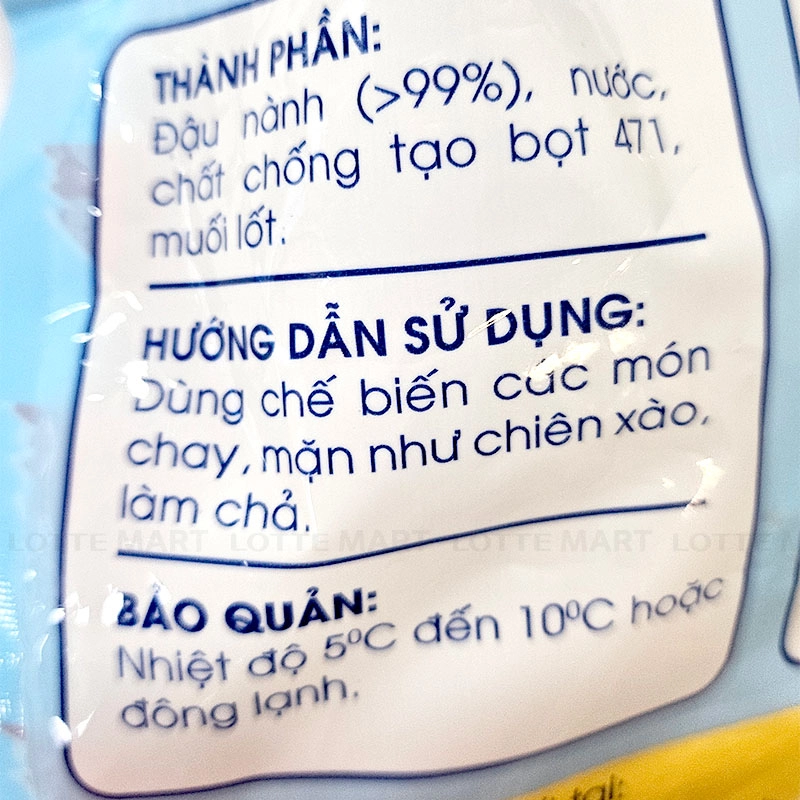 THÀNH PHẦN:
Đậu nành (>99%), nước,
chất chống tạo bọt 471,
muối lốt.
HƯỚNG DẪN SỬ DỤNG:
Dùng chế biến các món
chay, mặn như chiên xào,
làm chả.
LOTTE MART LOTTE MART LOTTE MART LOTTE
BẢO QUẢN:
Nhiệt độ 5ºC đến 10ºC hoặc
đông lạnh.